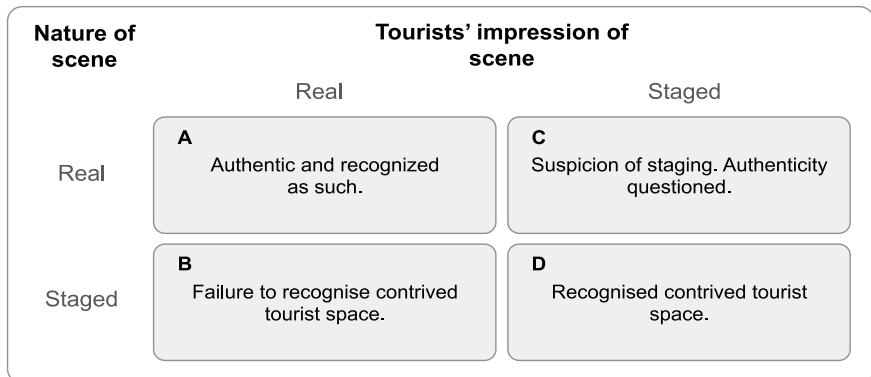 Nature of
scene
Tourists’ impression of
scene
Real
Staged
Real
A
Authentic and recognized
as such.
C
Suspicion of staging. Authenticity
questioned.
Staged
B
Failure to recognise contrived
tourist space.
D
Recognised contrived tourist
space.